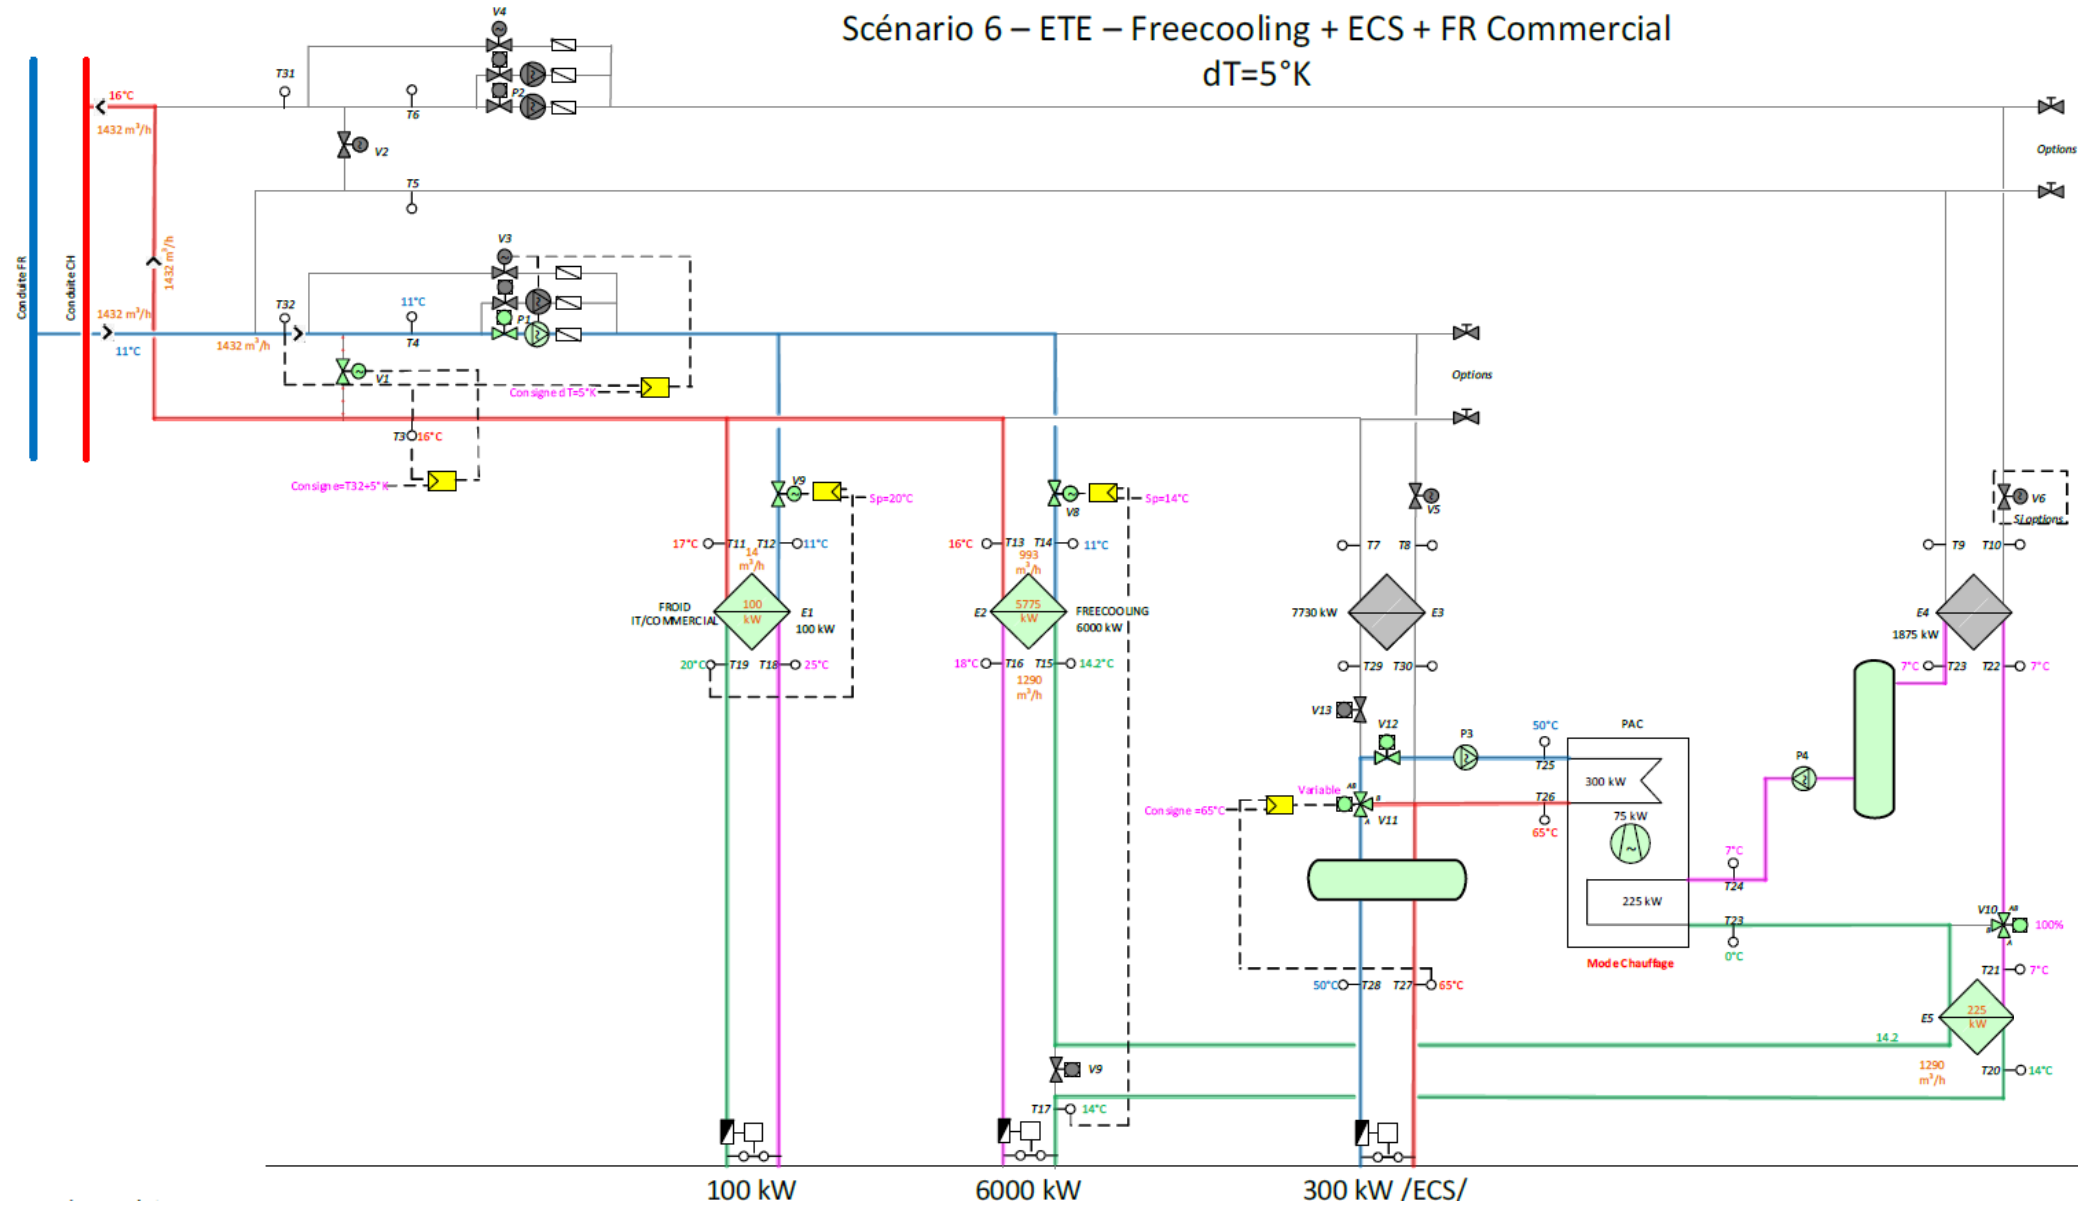 Scénario 6 – ETE – Freecooling + ECS + FR Commercial
dT=5°K
V4
T31
P2
T6
16°C
1432 m³/h
V2
T5
Options
Conduite FR
Conduite CH
1432 m³/h
V3
T32
11°C
P1
T4
1432 m³/h
11°C
1432 m³/h
V1
Consigne dT=5°K
Options
T3
16°C
Consigne=T32+5°K
V9
Sp=20°C
V8
Sp=14°C
V5
V6
SI options
17°C
T11
T12
11°C
14
m³/h
16°C
T13
T14
11°C
993
m³/h
T7
T8
T9
T10
FROID
IT/COMMERCIAL
100
kW
E1
100 kW
E2
5775
kW
FREECOOLING
6000 kW
7730 kW
E3
E4
1875 kW
20°C
T19
T18
25°C
18°C
T16
T15
14.2°C
1290
m³/h
T29
T30
7°C
T23
T22
7°C
V13
V12
P3
50°C
T25
PAC
300 kW
P4
Consigne =65°C
Variable
AB
B
A
V11
T26
65°C
75 kW
7°C
T24
225 kW
T23
0°C
V10
AB
B
A
100%
Mode Chauffage
T21
7°C
50°C
T28
T27
65°C
E5
225
kW
14.2
V9
1290
m³/h
T20
14°C
T17
14°C
100 kW
6000 kW
300 kW /ECS/